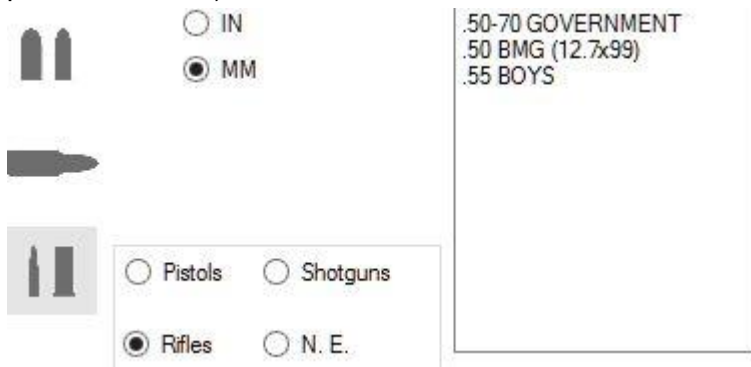 IN
MM
.50-70 GOVERNMENT
.50 BMG (12.7x99)
.55 BOYS
Pistols
Shotguns
Rifles
N. E.